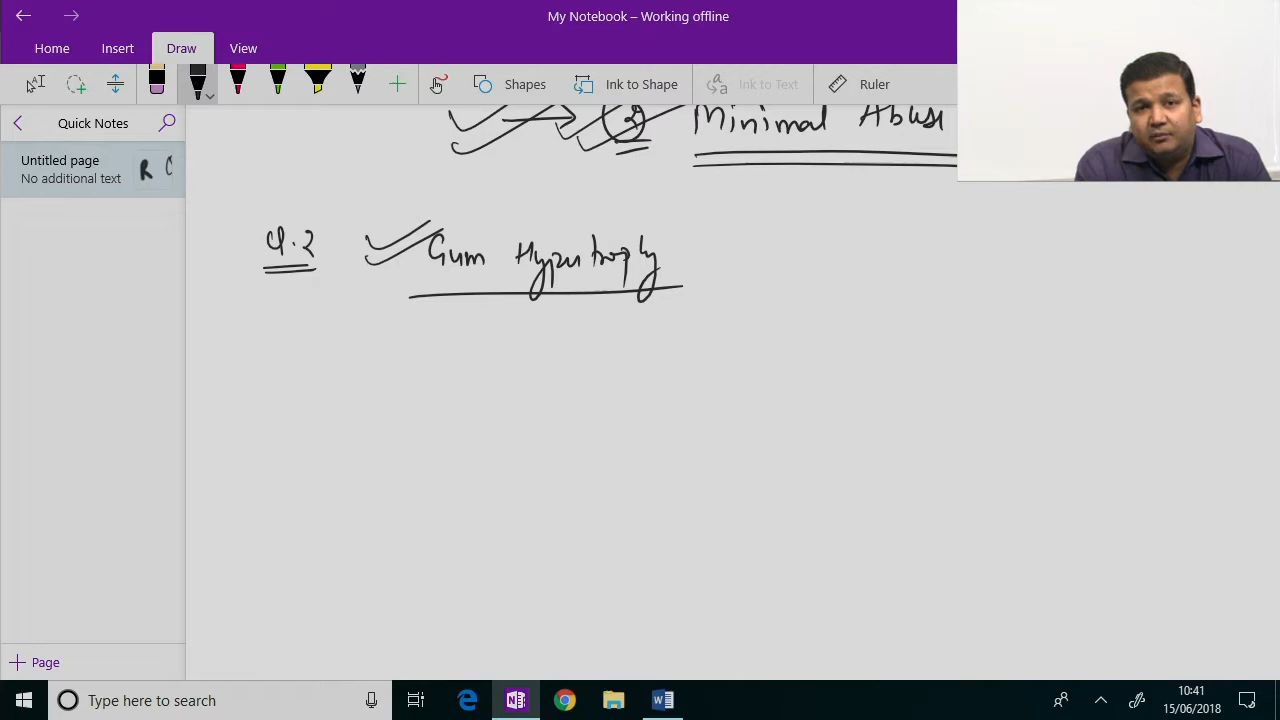 My Notebook – Working offline
Home Insert Draw View
Shapes Ink to Shape Ink to Text Ruler
Quick Notes
Untitled page
No additional text
R
3 Minimal Abuse
Q.2 Gum Hypertrophy
+ Page
Type here to search
10:41
15/06/2018